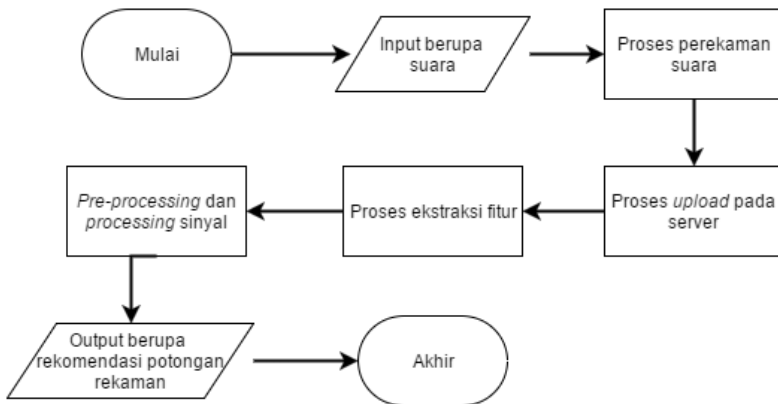 Mulai
Input berupa
suara
Proses perekaman
suara
Proses upload pada
server
Proses ekstraksi fitur
Pre-processing dan
processing sinyal
Output berupa
rekomendasi potongan
rekaman
Akhir